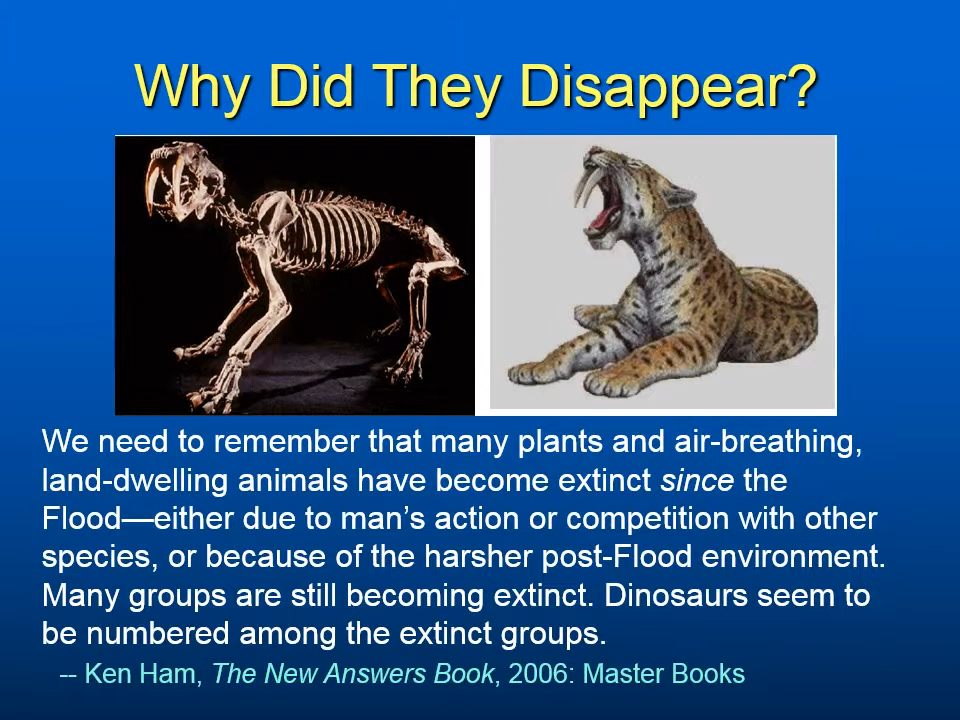 Why Did They Disappear?
We need to remember that many plants and air-breathing,
land-dwelling animals have become extinct since the
Flood—either due to man’s action or competition with other
species, or because of the harsher post-Flood environment.
Many groups are still becoming extinct. Dinosaurs seem to
be numbered among the extinct groups.
-- Ken Ham, The New Answers Book, 2006: Master Books